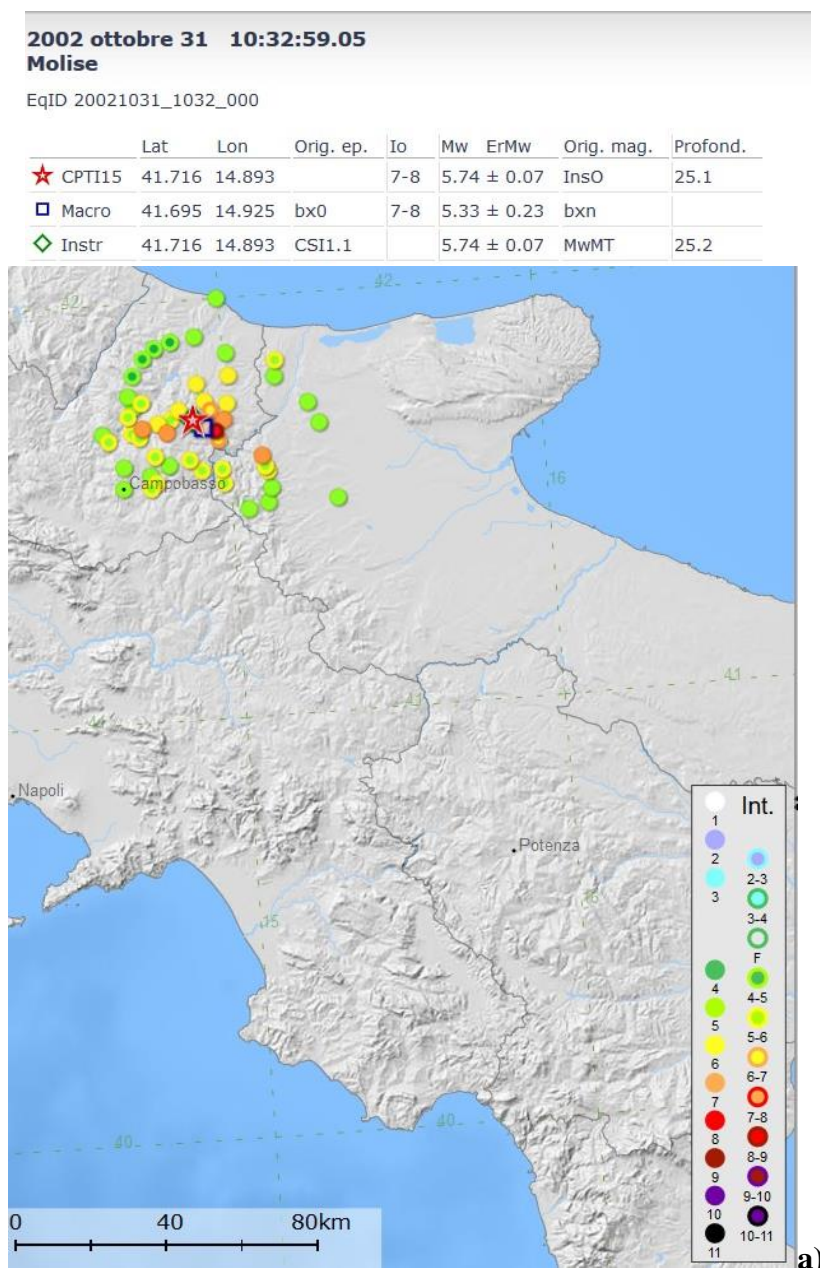 2002 ottobre 31 10:32:59.05
Molise
EqID 20021031_1032_000
Lat Lon Orig. ep. Io Mw ErMw Orig. mag. Profond.
CPTI15 41.716 14.893 7-8 5.74 ± 0.07 InsO 25.1
Macro 41.695 14.925 bx0 7-8 5.33 ± 0.23 bxn
Instr 41.716 14.893 CSI1.1 5.74 ± 0.07 MwMT 25.2
42
42
16
Campobasso
41
41
41
Napoli
Potenza
15
16
40
40
0 40 80km
Int.
1
2 2-3
3 3-4
F
4 4-5
5 5-6
6 6-7
7 7-8
8 8-9
9 9-10
10 10-11
11
a)